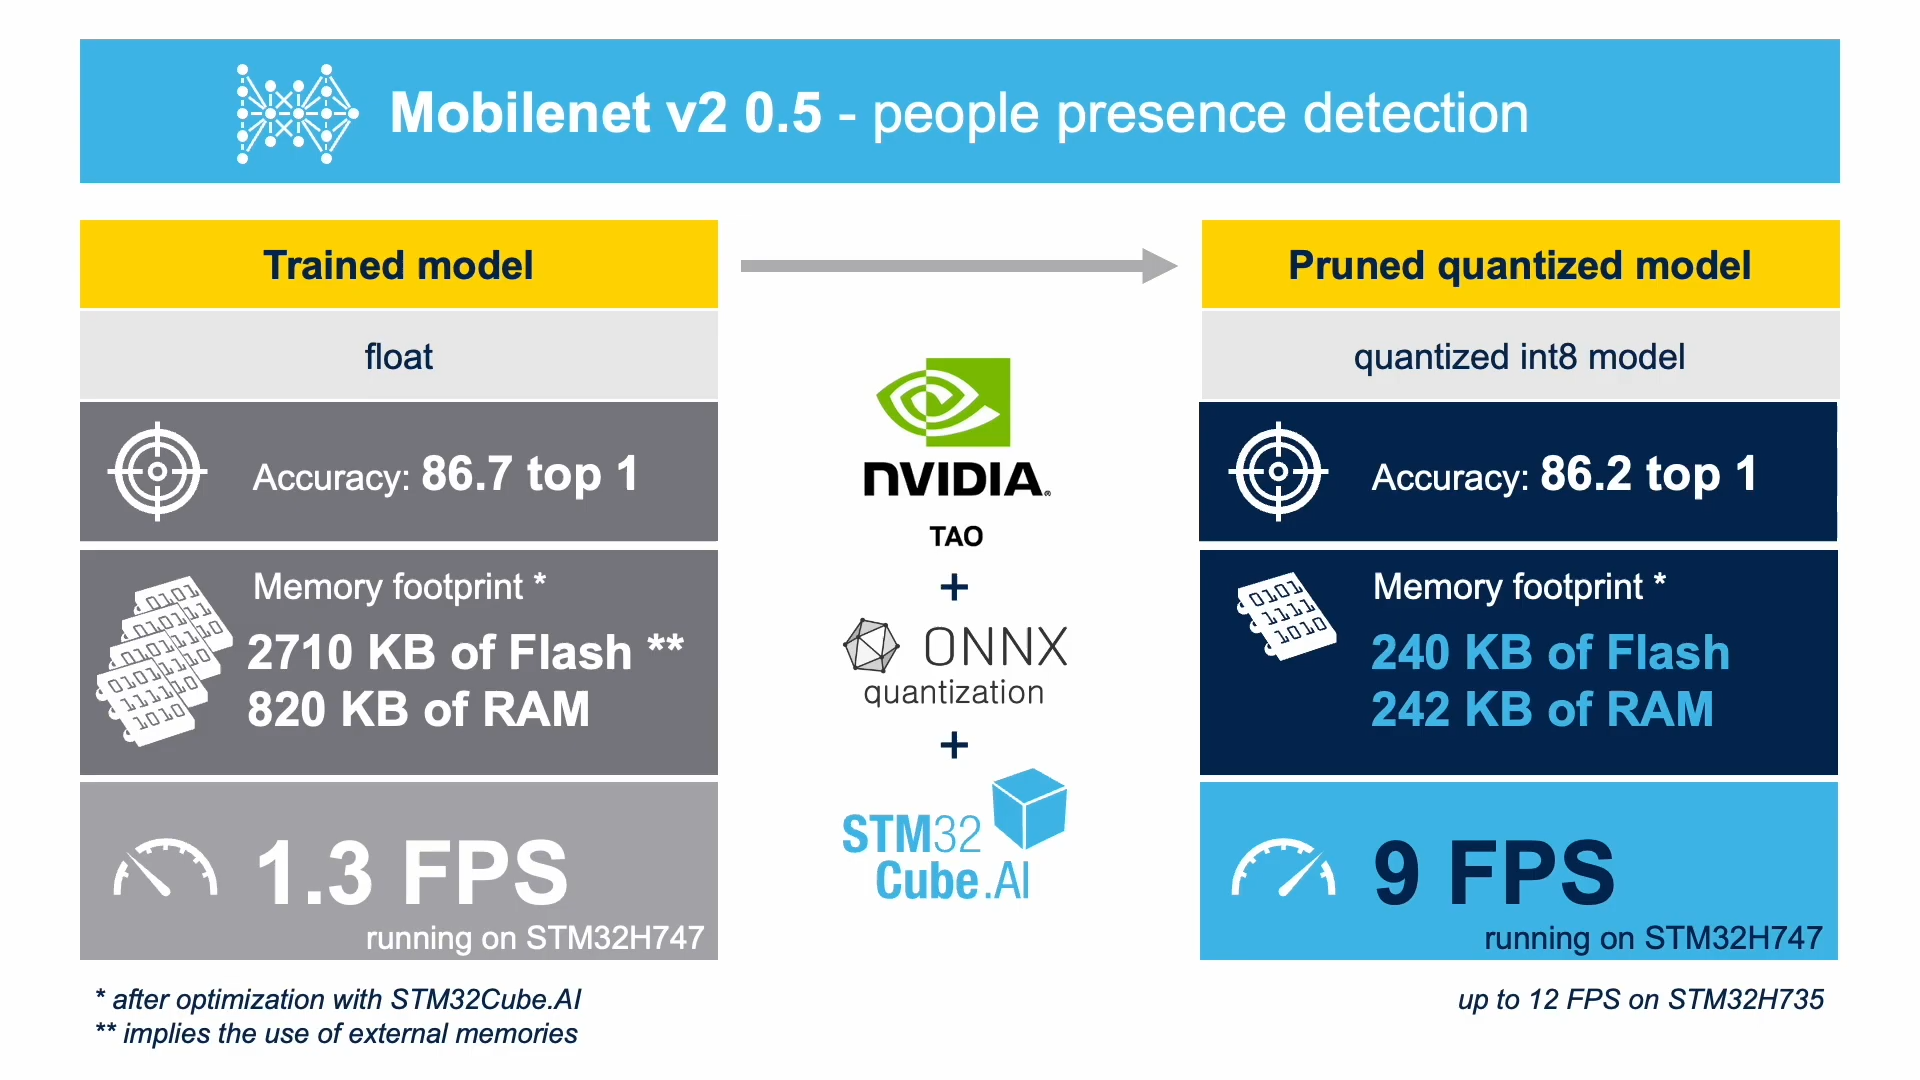 Mobilenet v2 0.5 - people presence detection
Trained model
float
Accuracy: 86.7 top 1
Memory footprint *
2710 KB of Flash **
820 KB of RAM
1.3 FPS
running on STM32H747
* after optimization with STM32Cube.AI
** implies the use of external memories
NVIDIA®
TAO
+
ONNX
quantization
+
STM32
Cube.AI
Pruned quantized model
quantized int8 model
Accuracy: 86.2 top 1
Memory footprint *
240 KB of Flash
242 KB of RAM
9 FPS
running on STM32H747
up to 12 FPS on STM32H735